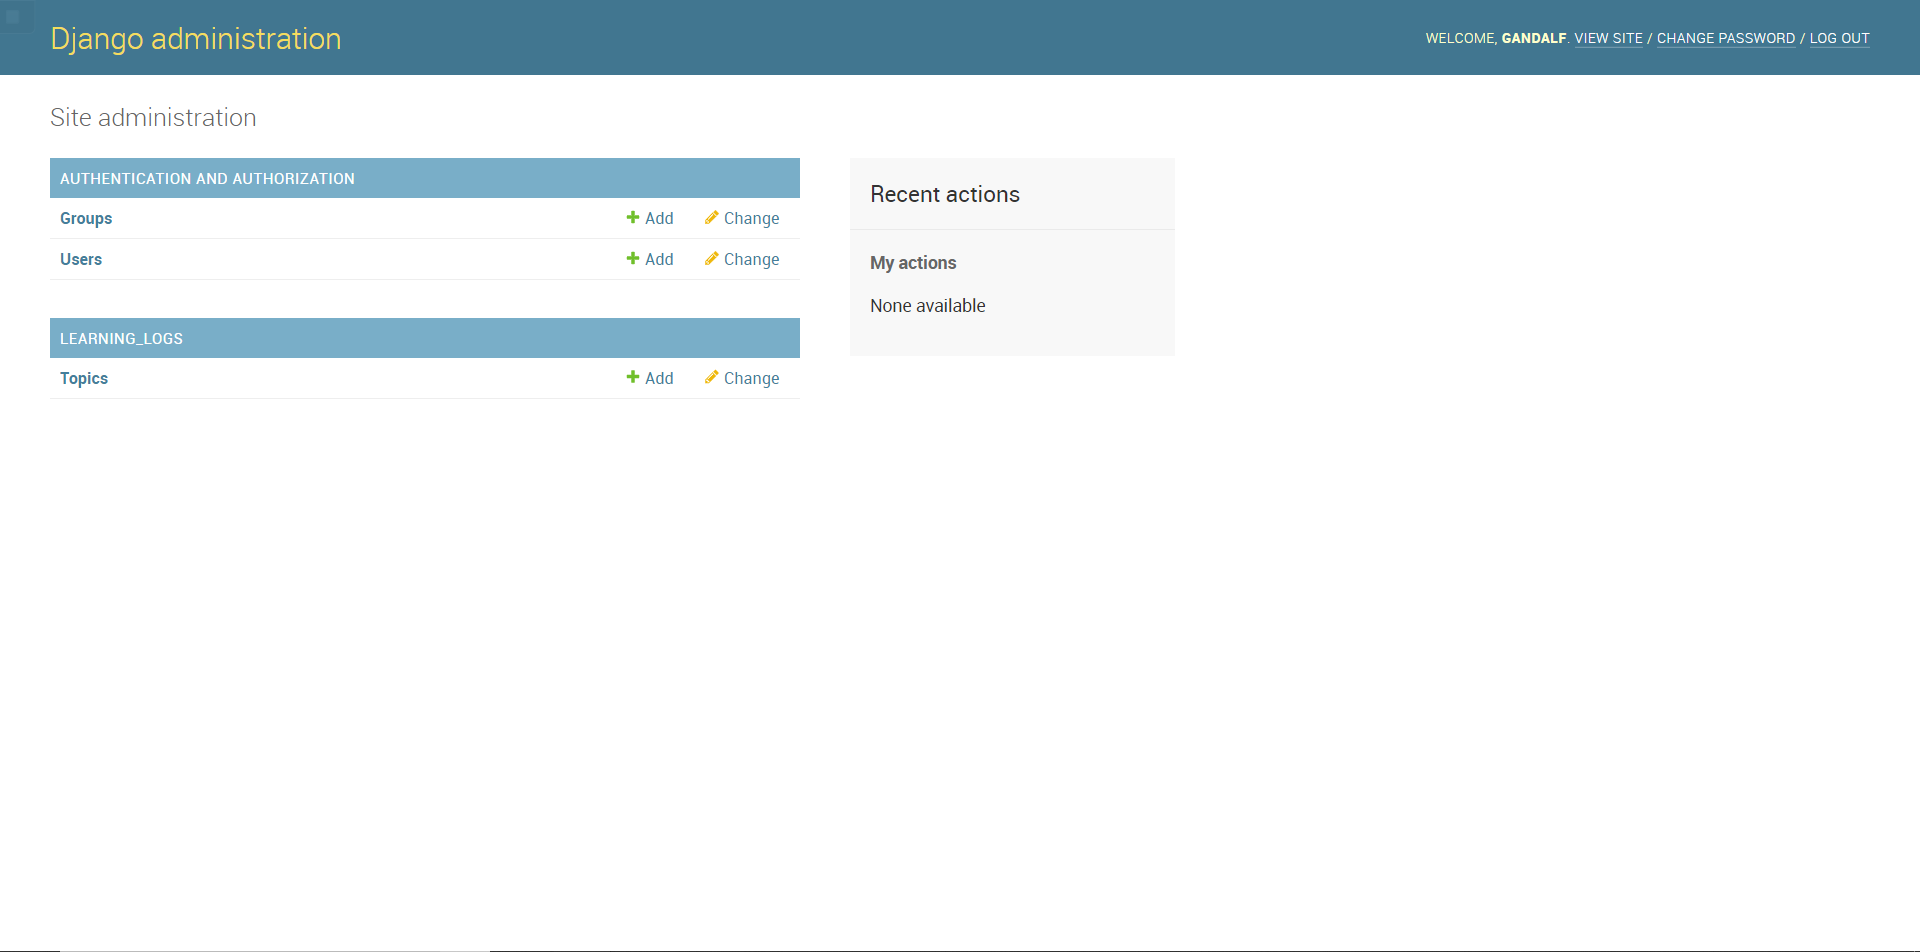 Django administration
WELCOME, GANDALF. VIEW SITE / CHANGE PASSWORD / LOG OUT
Site administration
AUTHENTICATION AND AUTHORIZATION
Groups Add Change
Users Add Change
LEARNING_LOGS
Topics Add Change
Recent actions
My actions
None available